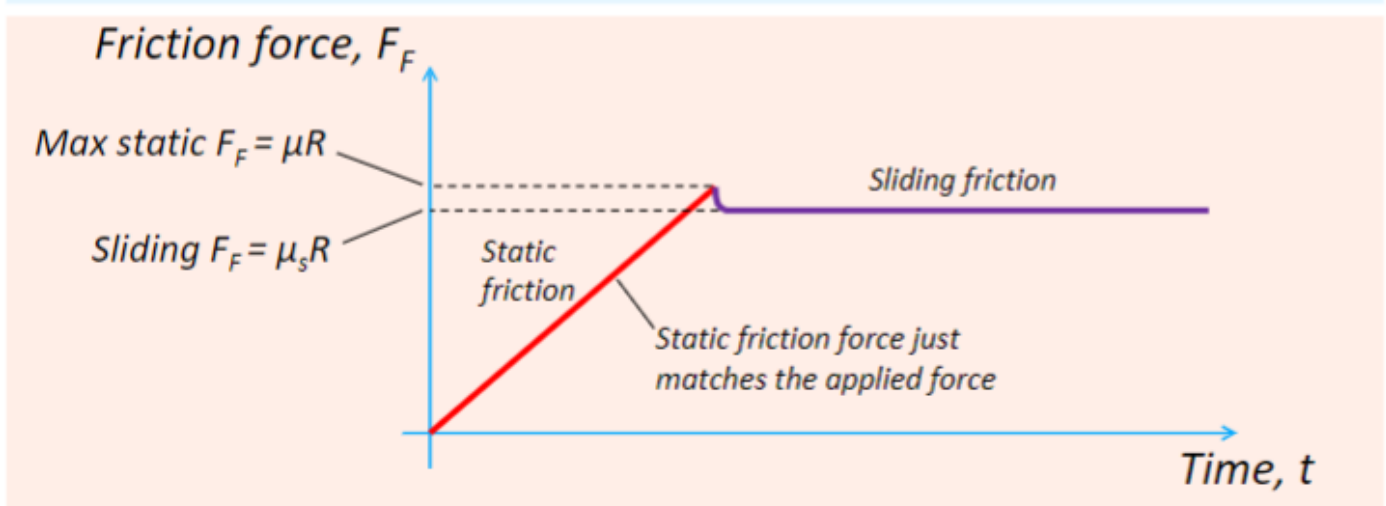 Friction force, F_F
Max static F_F = μR
Sliding friction
Sliding F_F = μ_sR
Static
friction
Static friction force just
matches the applied force
Time, t